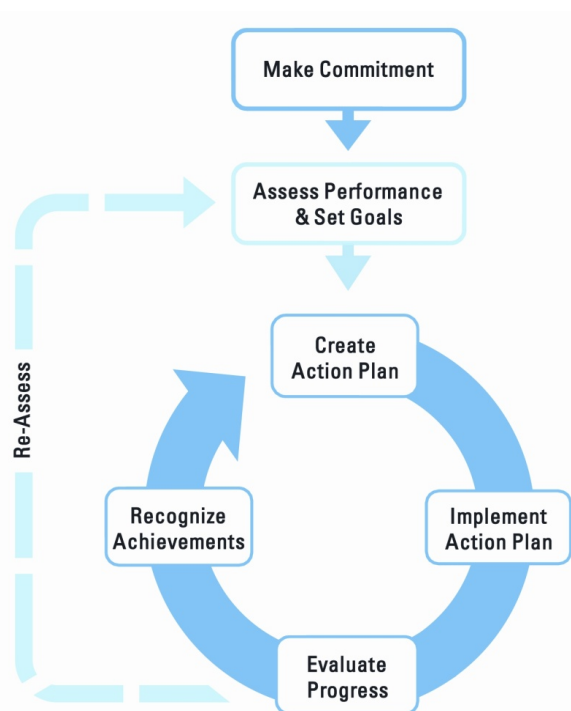 Make Commitment
Assess Performance
& Set Goals
Create
Action Plan
Re-Assess
Recognize
Achievements
Implement
Action Plan
Evaluate
Progress